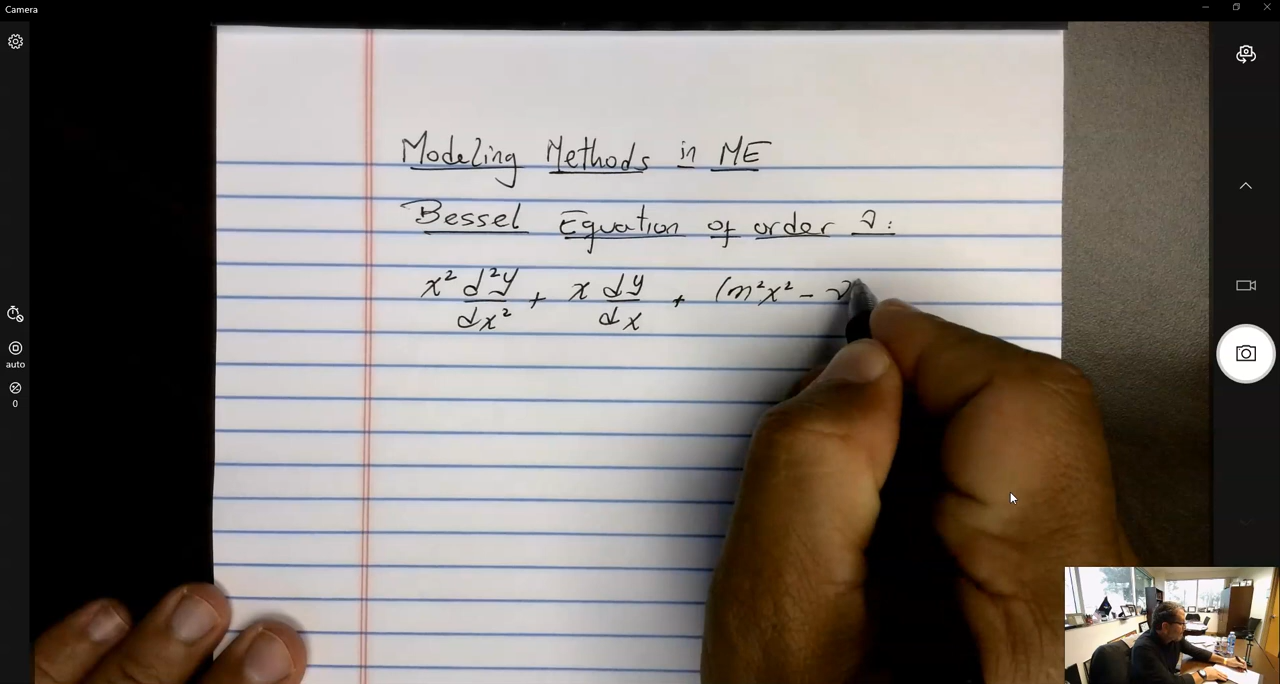 Camera
Modeling Methods in ME
Bessel Equation of order ν:
x² d²y/dx² + x dy/dx + (m²x² - ν
auto
0